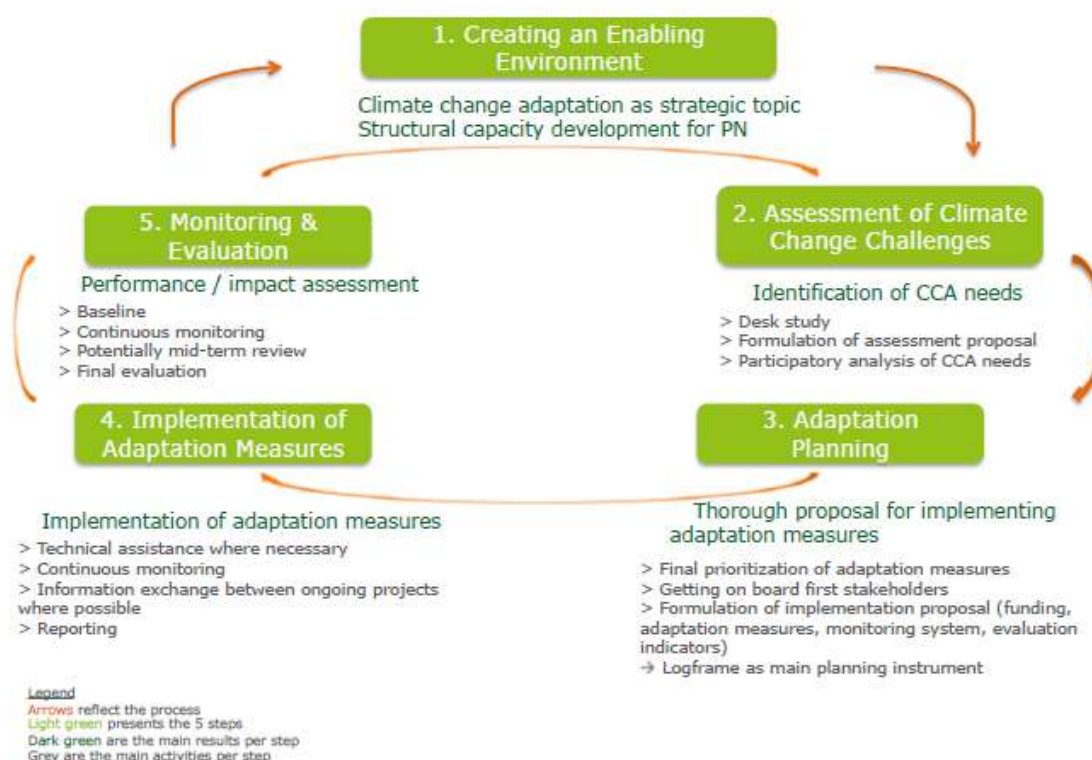 1. Creating an Enabling
Environment
Climate change adaptation as strategic topic
Structural capacity development for PN
2. Assessment of Climate
Change Challenges
Identification of CCA needs
> Desk study
> Formulation of assessment proposal
> Participatory analysis of CCA needs
3. Adaptation
Planning
Thorough proposal for implementing
adaptation measures
> Final prioritization of adaptation measures
> Getting on board first stakeholders
> Formulation of implementation proposal (funding,
adaptation measures, monitoring system, evaluation
indicators)
→ Logframe as main planning instrument
4. Implementation of
Adaptation Measures
Implementation of adaptation measures
> Technical assistance where necessary
> Continuous monitoring
> Information exchange between ongoing projects
where possible
> Reporting
5. Monitoring &
Evaluation
Performance / impact assessment
> Baseline
> Continuous monitoring
> Potentially mid-term review
> Final evaluation
Legend
Arrows reflect the process
Light green presents the 5 steps
Dark green are the main results per step
Grey are the main activities per step